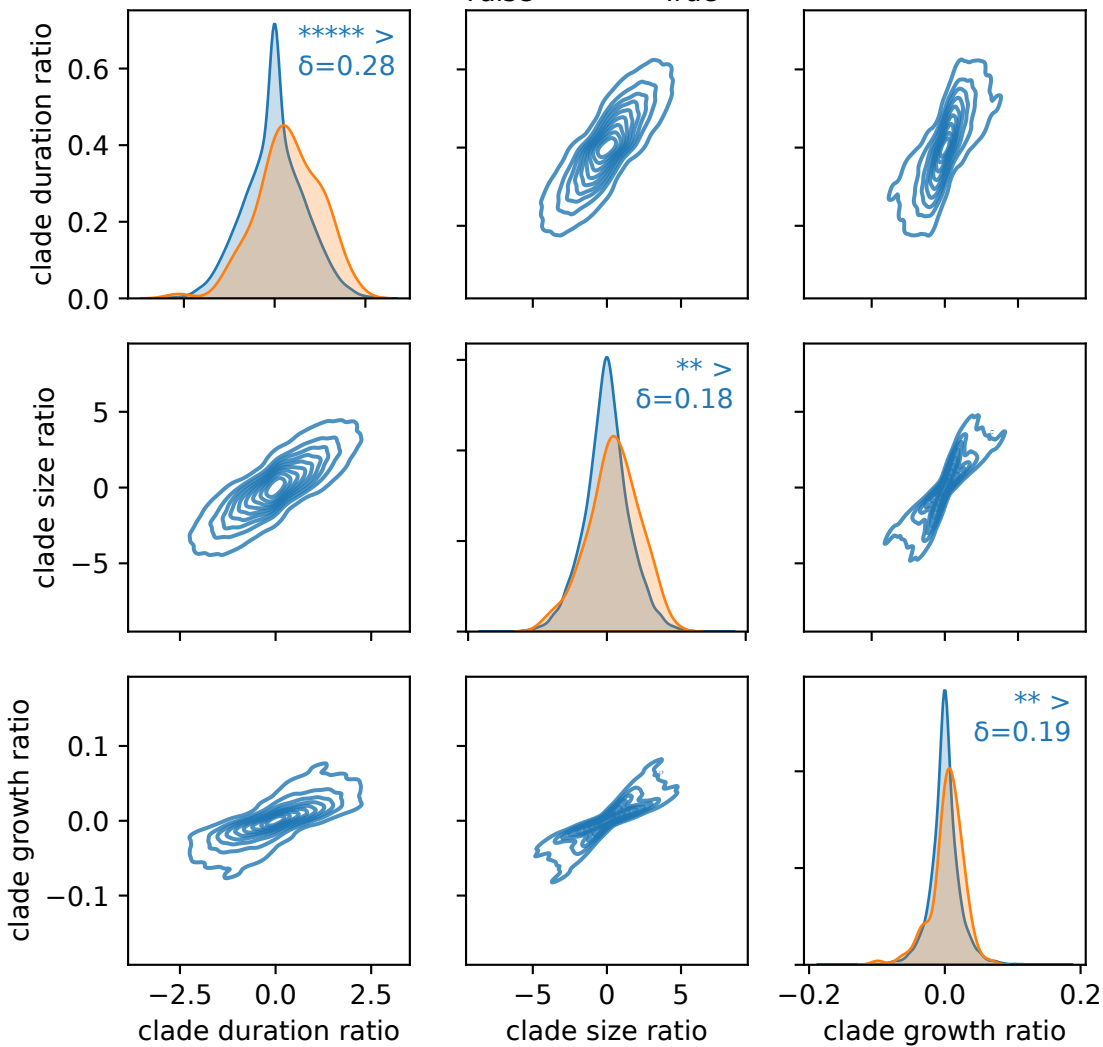 clade duration ratio
0.6
0.4
0.2
0.0
***** >
δ=0.28
clade size ratio
5
0
−5
** >
δ=0.18
clade growth ratio
0.1
0.0
−0.1
** >
δ=0.19
−2.5 0.0 2.5
−5 0 5
−0.2 0.0 0.2
clade duration ratio
clade size ratio
clade growth ratio